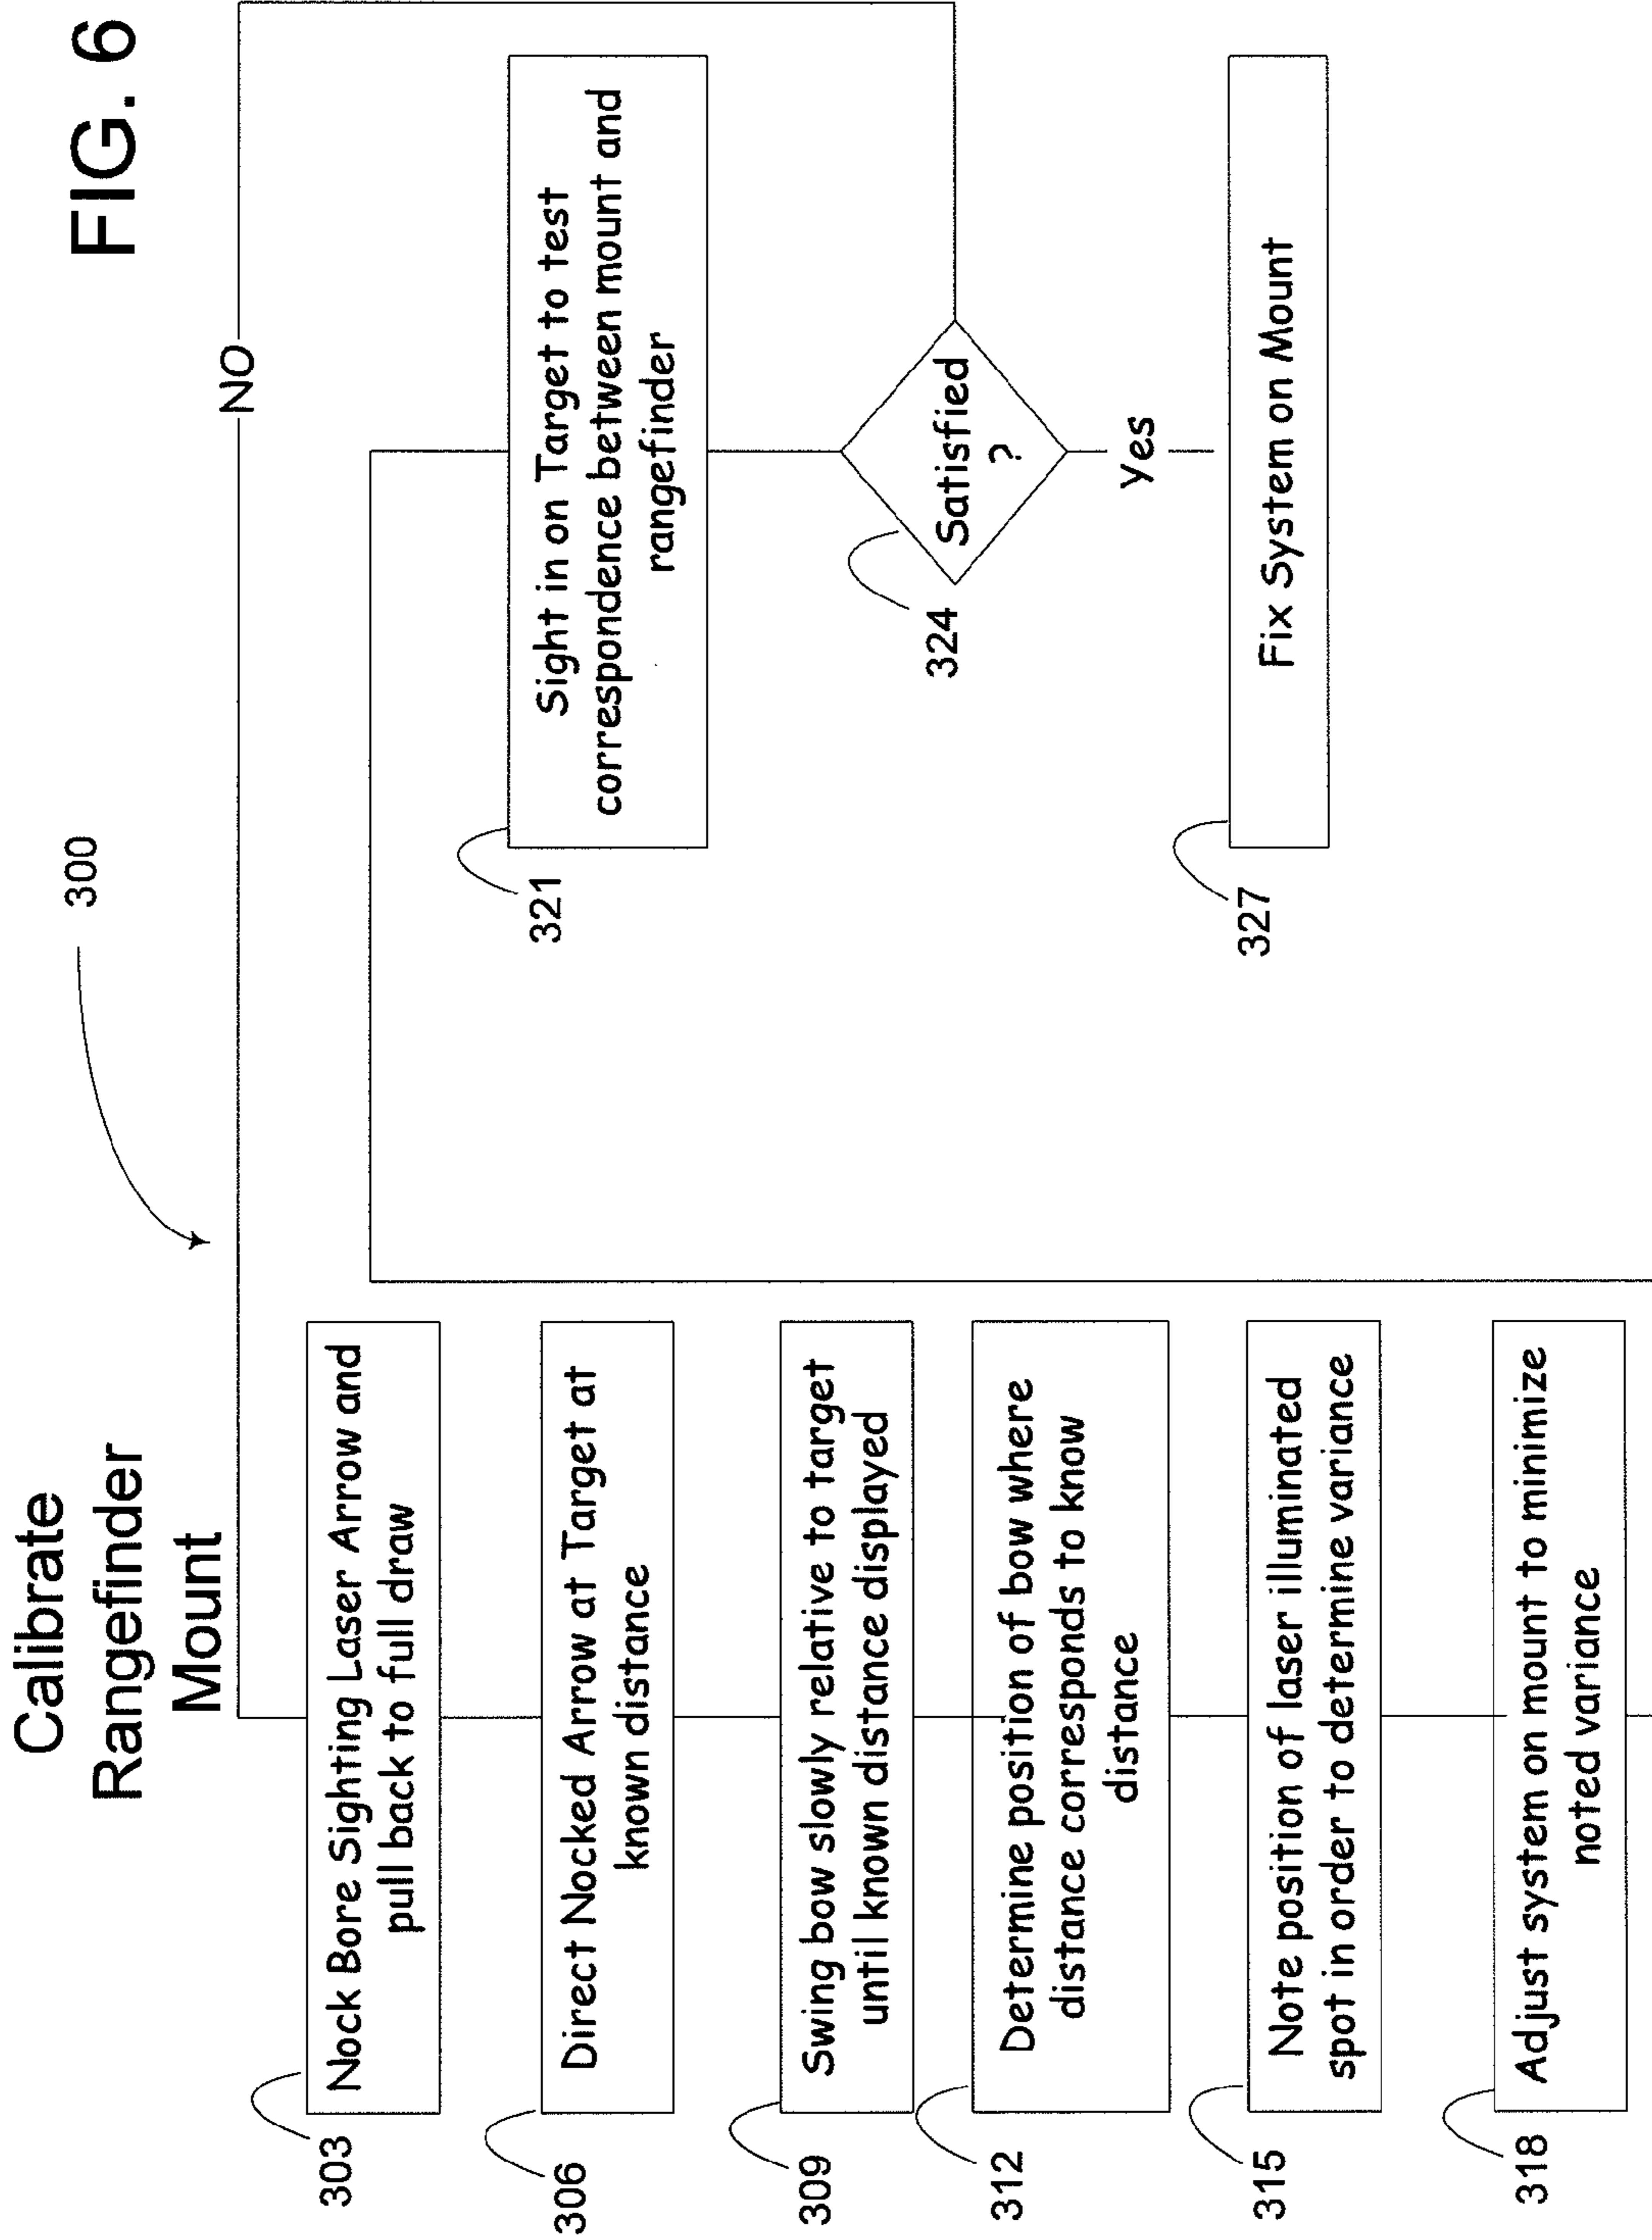 FIG. 6
Calibrate
Rangefinder
Mount
300
NO
303
Nock Bore Sighting Laser Arrow and
pull back to full draw
306
Direct Nocked Arrow at Target at
known distance
309
Swing bow slowly relative to target
until known distance displayed
312
Determine position of bow where
distance corresponds to know
distance
315
Note position of laser illuminated
spot in order to determine variance
318
Adjust system on mount to minimize
noted variance
321
Sight in on Target to test
correspondence between mount and
rangefinder
324
Satisfied
?
Yes
327
Fix System on Mount